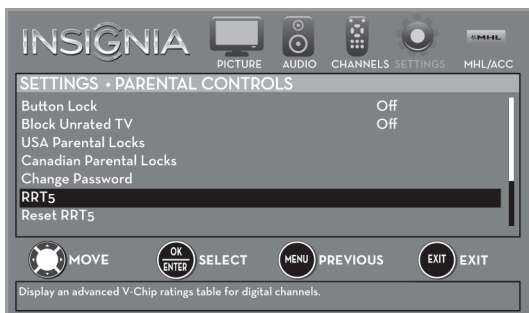 INSIGNIA
PICTURE AUDIO CHANNELS SETTINGS MHL/ACC
MHL
SETTINGS • PARENTAL CONTROLS
Button Lock Off
Block Unrated TV Off
USA Parental Locks
Canadian Parental Locks
Change Password
RRT5
Reset RRT5
MOVE OK ENTER SELECT MENU PREVIOUS EXIT EXIT
Display an advanced V-Chip ratings table for digital channels.